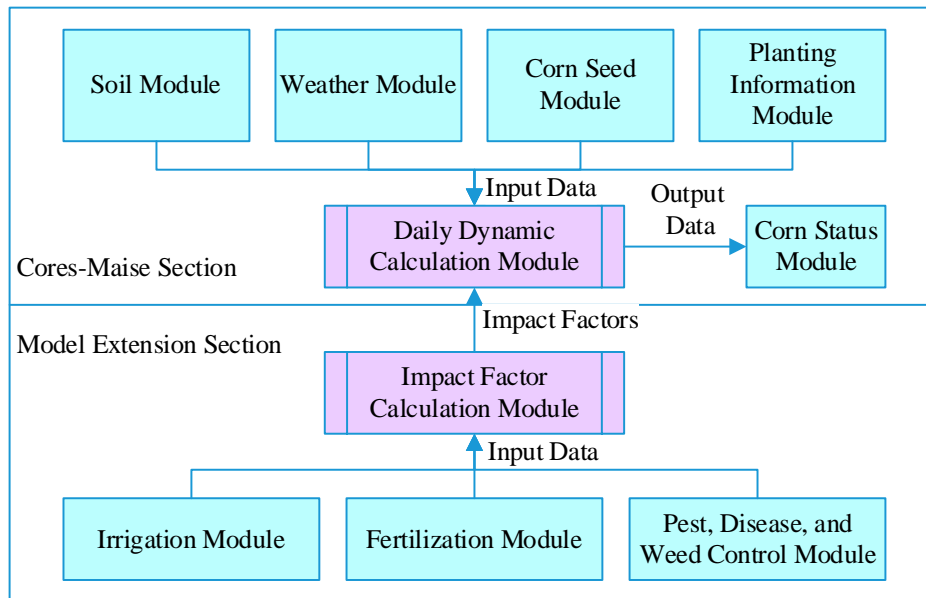 Soil Module
Weather Module
Corn Seed
Module
Planting
Information
Module
Input Data
Output
Data
Daily Dynamic
Calculation Module
Corn Status
Module
Cores-Maise Section
Impact Factors
Model Extension Section
Impact Factor
Calculation Module
Input Data
Irrigation Module
Fertilization Module
Pest, Disease, and
Weed Control Module